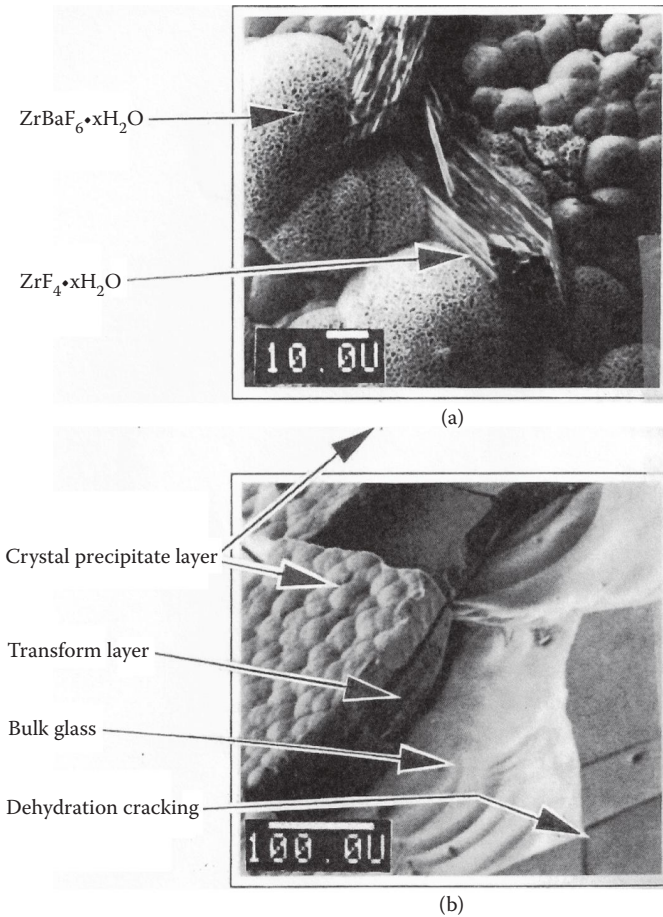 ZrBaF₆•xH₂O
ZrF₄•xH₂O
10.0U
(a)
Crystal precipitate layer
Transform layer
Bulk glass
Dehydration cracking
100.0U
(b)